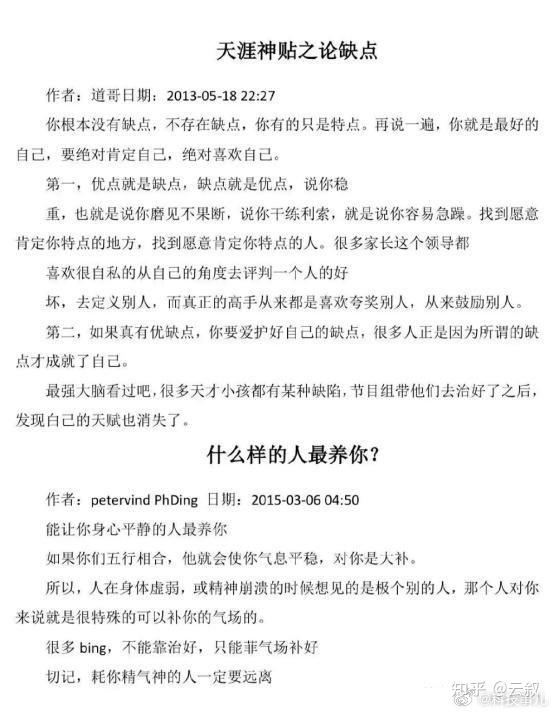 天涯神贴之论缺点
作者：道哥日期：2013-05-18 22:27
你根本没有缺点，不存在缺点，你有的只是特点。再说一遍，你就是最好的
自己，要绝对肯定自己，绝对喜欢自己。
第一，优点就是缺点，缺点就是优点，说你稳
重，也就是说你磨见不果断，说你干练利索，就是说你容易急躁。找到愿意
肯定你特点的地方，找到愿意肯定你特点的人。很多家长这个领导都
喜欢很自私的从自己的角度去评判一个人的好
坏，去定义别人，而真正的高手从来都是喜欢夸奖别人，从来鼓励别人。
第二，如果真有优缺点，你要爱护好自己的缺点，很多人正是因为所谓的缺
点才成就了自己。
最强大脑看过吧，很多天才小孩都有某种缺陷，节目组带他们去治好了之后，
发现白己的天赋也消失了。
什么样的人最养你？
作者：petervind PhDing 日期：2015-03-06 04:50
能让你身心平静的人最养你
如果你们五行相合，他就会使你气息平稳，对你是大补。
所以，人在身体虚弱，或精神崩溃的时候想见的是极个别的人，那个人对你
来说就是很特殊的可以补你的气场的。
很多 bing，不能靠治好，只能菲气场补好
切记，耗你精气神的人一定要远离
知乎 @云叙